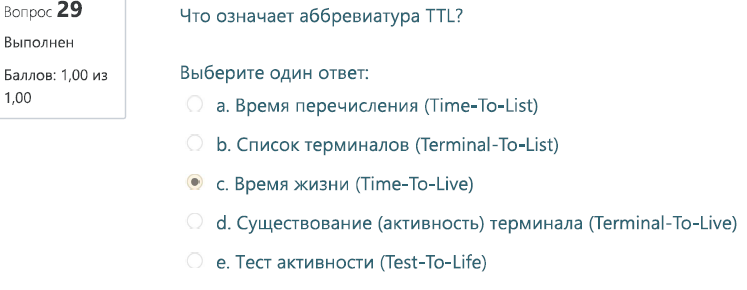 Вопрос 29
Выполнен
Баллов: 1,00 из
1,00
Что означает аббревиатура TTL?
Выберите один ответ:
a. Время перечисления (Time-To-List)
b. Список терминалов (Terminal-To-List)
c. Время жизни (Time-To-Live)
d. Существование (активность) терминала (Terminal-To-Live)
e. Тест активности (Test-To-Life)